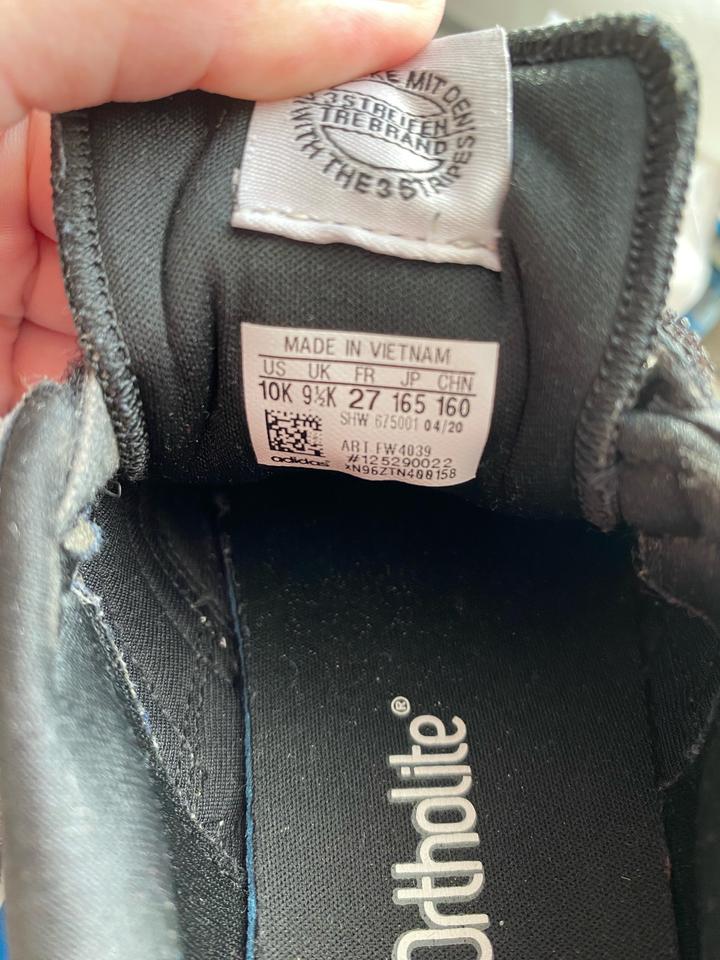 KE MIT DEN
3 STREIFEN
TREBRAND
WITH THE 3 STRIPES
MADE IN VIETNAM
US UK FR JP CHN
10K 9½K 27 165 160
SHW 675001 04/20
ART FW4039
adidas #125290022
XN96ZTN400158
Ortholite®